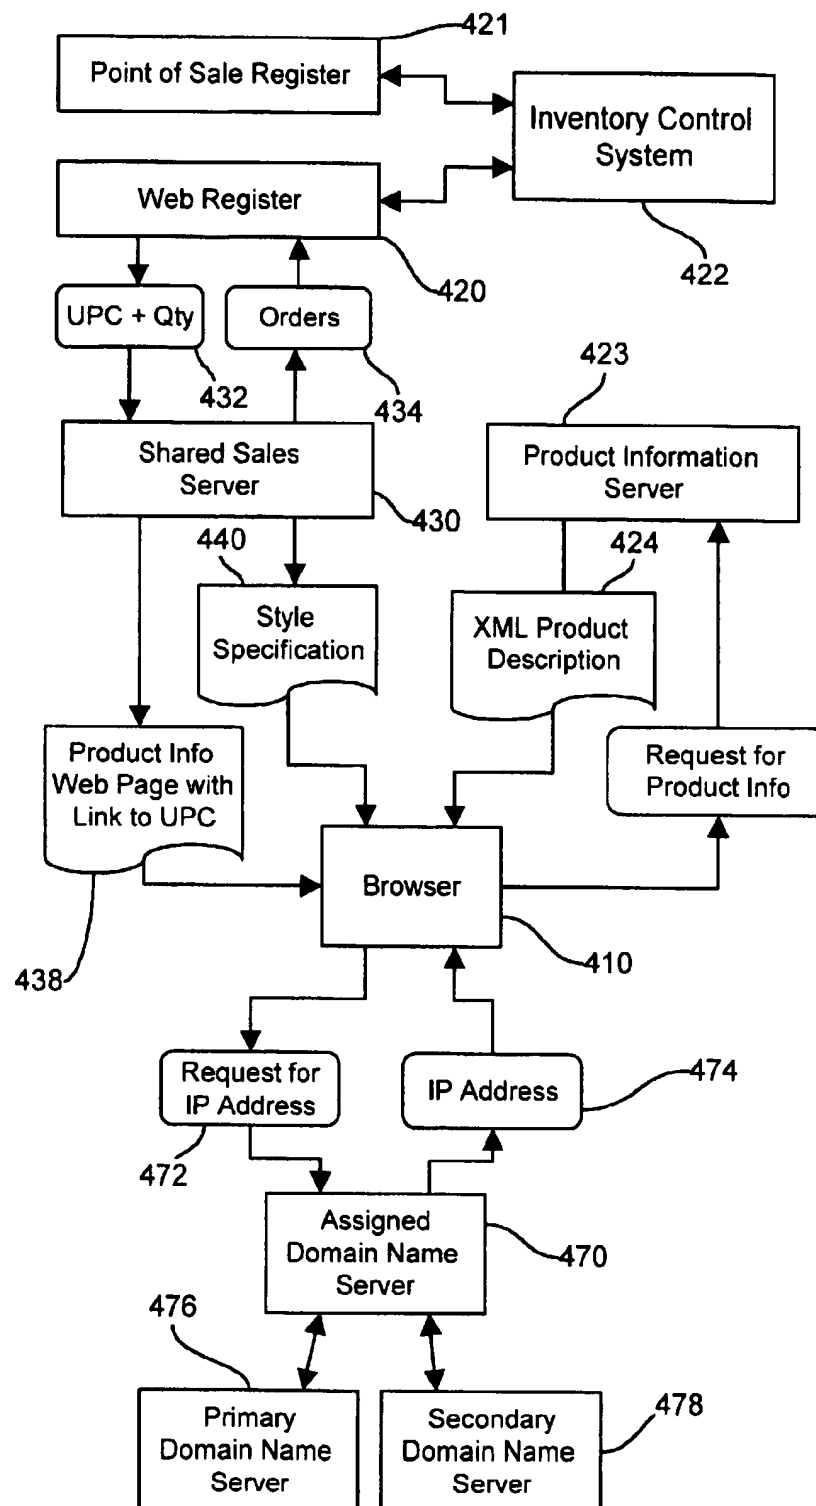 421
Point of Sale Register
Inventory Control
System
Web Register
422
420
UPC + Qty
Orders
432
434
423
Shared Sales
Server
Product Information
Server
430
440
424
Style
Specification
XML Product
Description
Product Info
Web Page with
Link to UPC
Request for
Product Info
Browser
438
410
Request for
IP Address
IP Address
474
472
Assigned
Domain Name
Server
470
476
Primary
Domain Name
Server
Secondary
Domain Name
Server
478